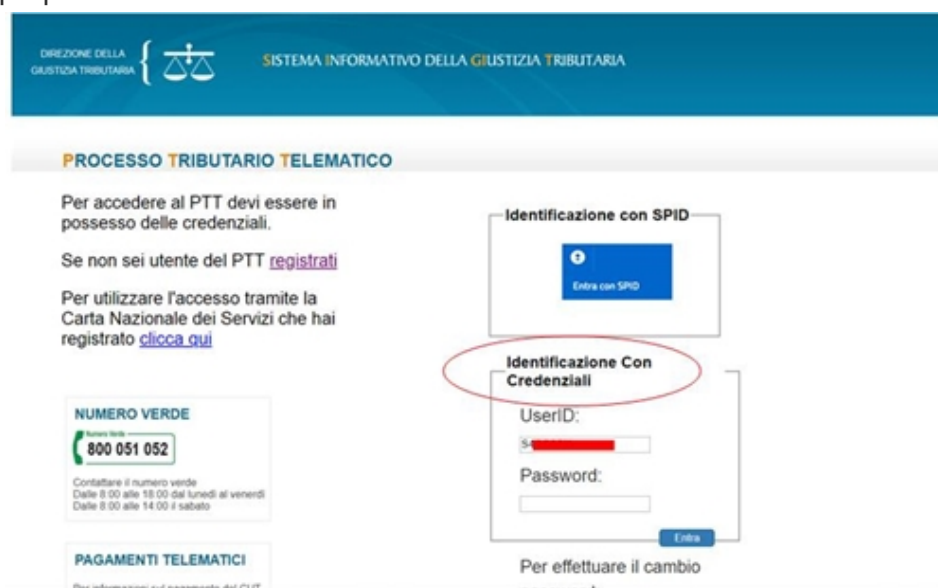 DIREZIONE DELLA
GIUSTIZIA TRIBUTARIA
SISTEMA INFORMATIVO DELLA GIUSTIZIA TRIBUTARIA
PROCESSO TRIBUTARIO TELEMATICO
Per accedere al PTT devi essere in
possesso delle credenziali.
Se non sei utente del PTT registrati
Per utilizzare l'accesso tramite la
Carta Nazionale dei Servizi che hai
registrato clicca qui
NUMERO VERDE
Numero Verde
800 051 052
Contattare il numero verde
Dalle 8:00 alle 18:00 dal lunedì al venerdì
Dalle 8:00 alle 14:00 il sabato
PAGAMENTI TELEMATICI
Identificazione con SPID
Entra con SPID
Identificazione Con
Credenziali
UserID:
Password:
Entra
Per effettuare il cambio